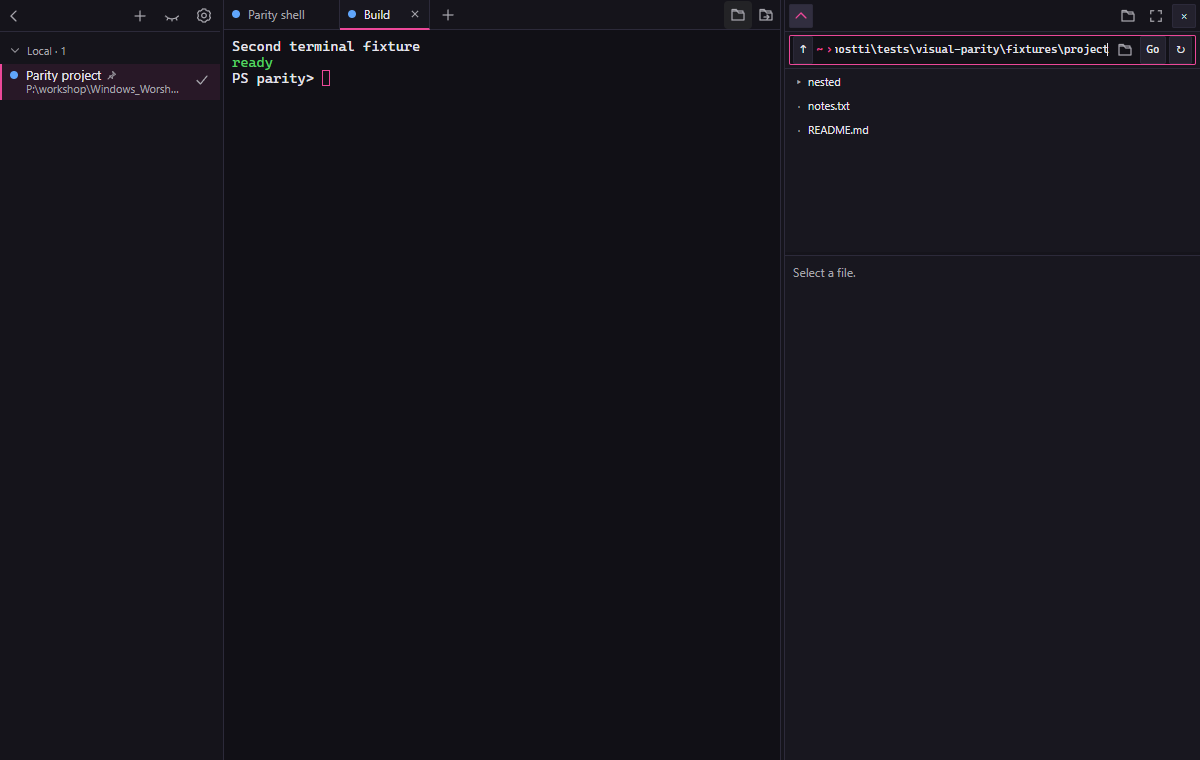 Parity shell
Build
Local · 1
Parity project
P:\workshop\Windows_Worsh...
Second terminal fixture
ready
PS parity>
~ › nostti\tests\visual-parity\fixtures\project
Go
nested
notes.txt
README.md
Select a file.